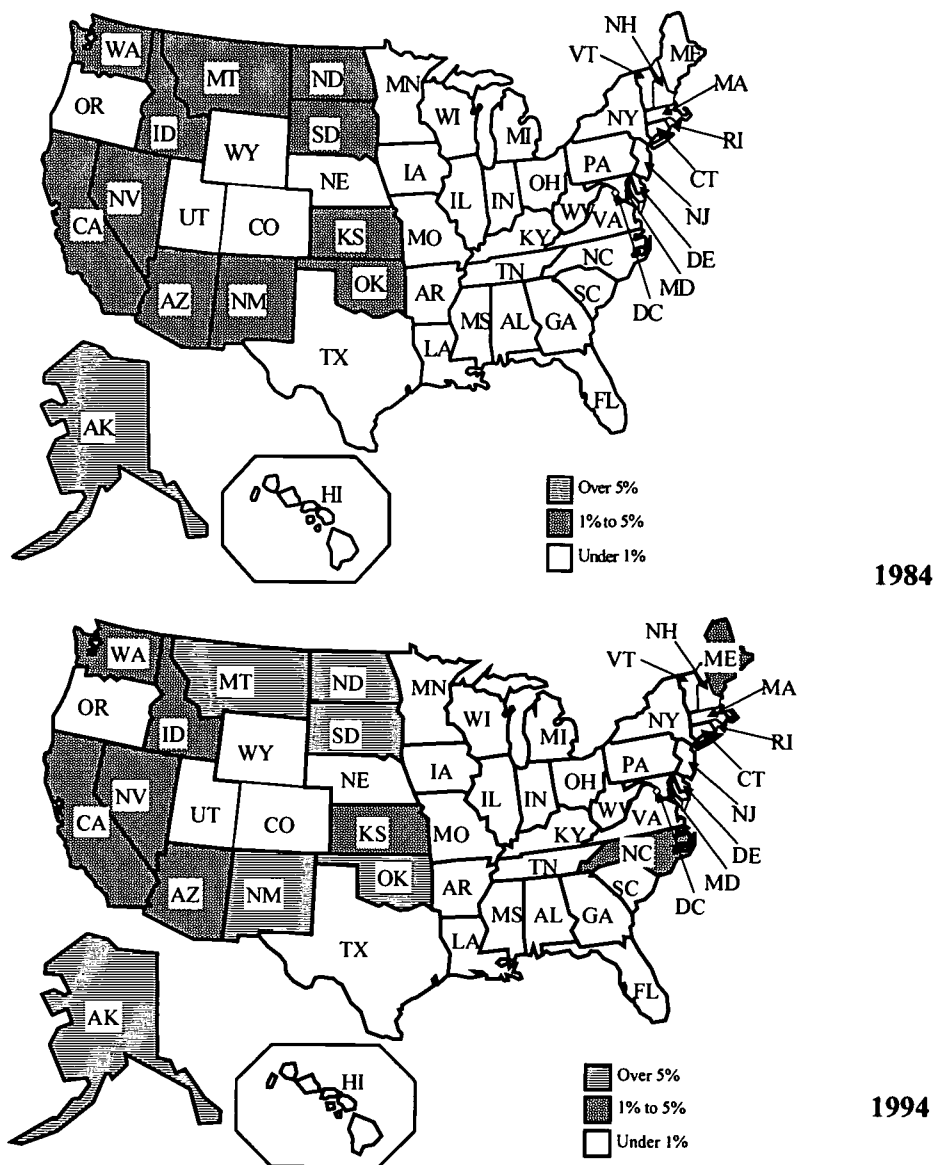 NH
VT
ME
WA
MT
ND
MN
MA
OR
ID
SD
WI
MI
NY
RI
WY
IA
PA
CT
NE
OH
NV
UT
CO
IL
IN
NJ
CA
KS
MO
KY
WV
VA
DE
AZ
NM
OK
TN
NC
MD
AR
SC
DC
TX
LA
MS
AL
GA
FL
AK
HI
Over 5%
1% to 5%
Under 1%
1984
NH
VT
ME
WA
MT
ND
MN
MA
OR
ID
SD
WI
MI
NY
RI
WY
IA
PA
CT
NE
OH
NV
UT
CO
IL
IN
NJ
CA
KS
MO
KY
WV
VA
DE
AZ
NM
OK
TN
NC
MD
AR
SC
DC
TX
LA
MS
AL
GA
FL
AK
HI
Over 5%
1% to 5%
Under 1%
1994